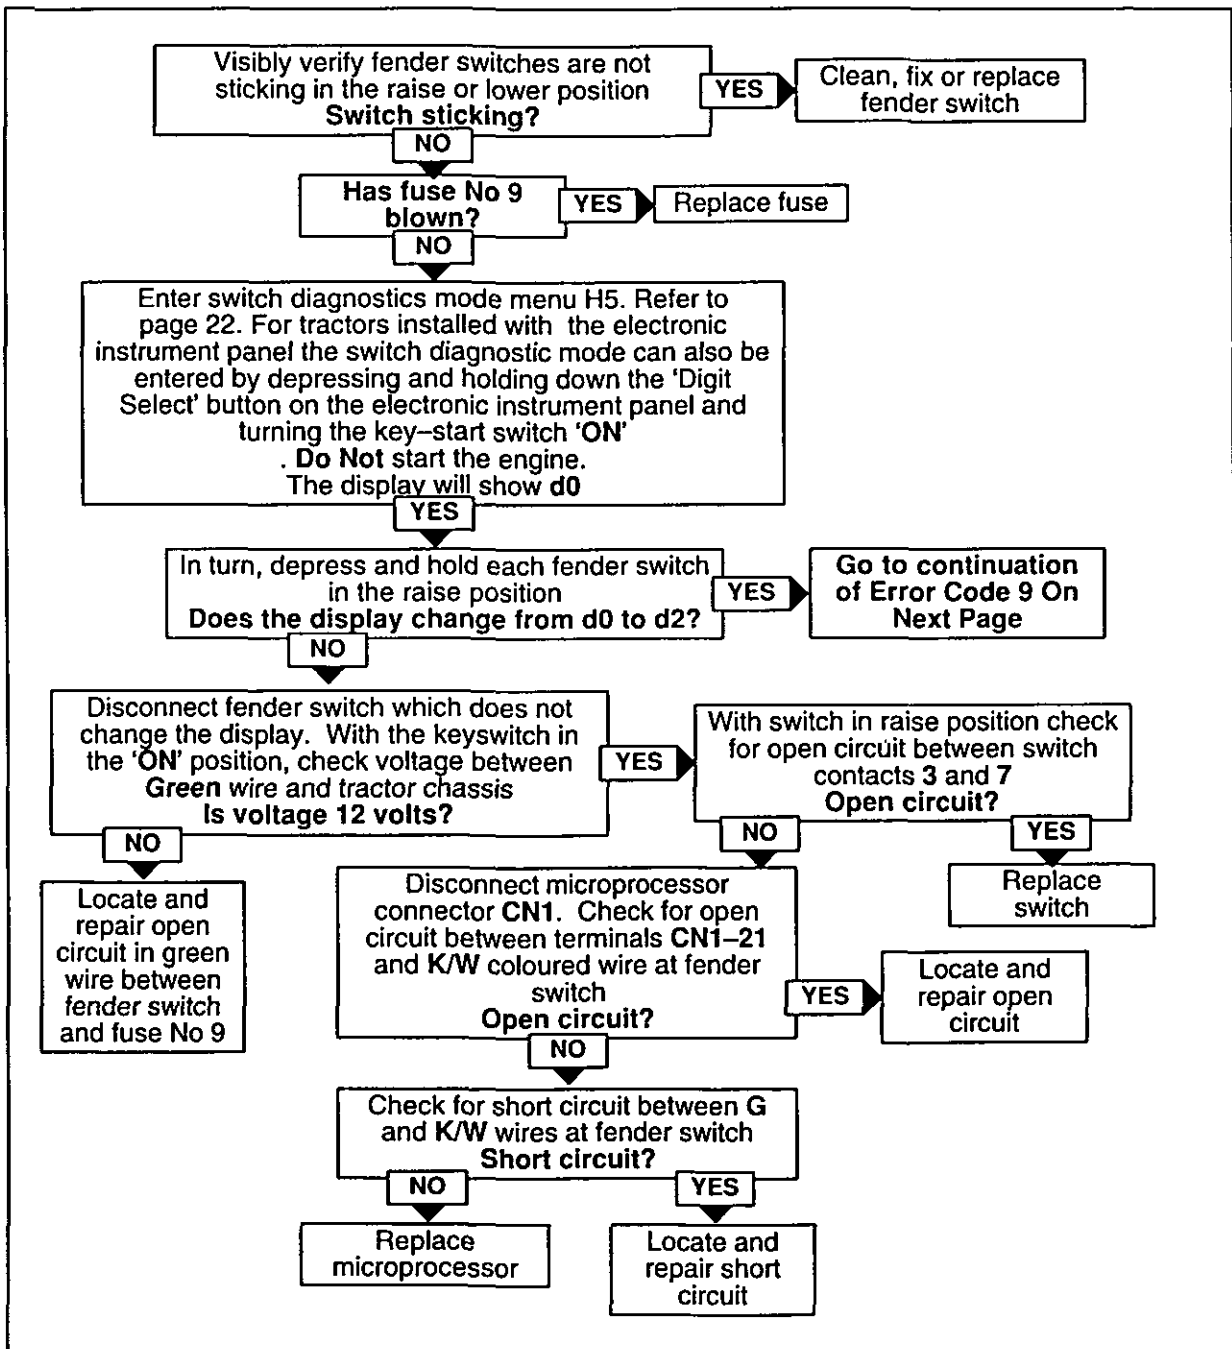 Visibly verify fender switches are not
sticking in the raise or lower position
Switch sticking?
YES
Clean, fix or replace
fender switch
NO
Has fuse No 9
blown?
YES
Replace fuse
NO
Enter switch diagnostics mode menu H5. Refer to
page 22. For tractors installed with the electronic
instrument panel the switch diagnostic mode can also be
entered by depressing and holding down the 'Digit
Select' button on the electronic instrument panel and
turning the key–start switch 'ON'
. Do Not start the engine.
The display will show d0
YES
In turn, depress and hold each fender switch
in the raise position
Does the display change from d0 to d2?
YES
Go to continuation
of Error Code 9 On
Next Page
NO
Disconnect fender switch which does not
change the display. With the keyswitch in
the 'ON' position, check voltage between
Green wire and tractor chassis
Is voltage 12 volts?
YES
With switch in raise position check
for open circuit between switch
contacts 3 and 7
Open circuit?
NO
Locate and
repair open
circuit in green
wire between
fender switch
and fuse No 9
NO
YES
Replace
switch
Disconnect microprocessor
connector CN1. Check for open
circuit between terminals CN1–21
and K/W coloured wire at fender
switch
Open circuit?
YES
Locate and
repair open
circuit
NO
Check for short circuit between G
and K/W wires at fender switch
Short circuit?
NO
YES
Replace
microprocessor
Locate and
repair short
circuit